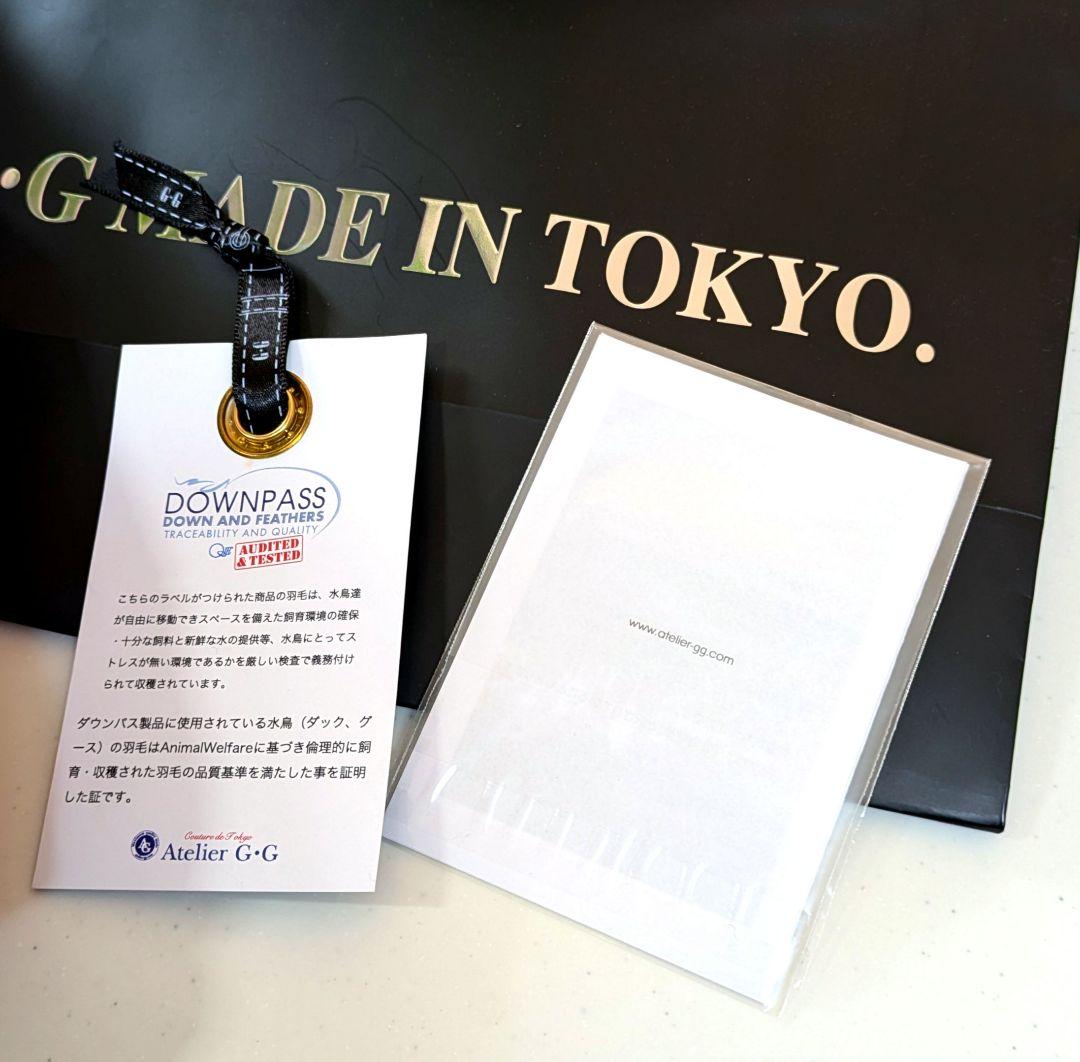 ·G MADE IN TOKYO.
G·G
G·G
DOWNPASS
DOWN AND FEATHERS
TRACEABILITY AND QUALITY
AUDITED
& TESTED
こちらのラベルがつけられた商品の羽毛は、水鳥達
が自由に移動できスペースを備えた飼育環境の確保
・十分な飼料と新鮮な水の提供等、水鳥にとってス
トレスが無い環境であるかを厳しい検査で義務付け
られて収穫されています。
ダウンパス製品に使用されている水鳥（ダック、グ
ース）の羽毛はAnimalWelfareに基づき倫理的に飼
育・収穫された羽毛の品質基準を満たした事を証明
した証です。
Couture de Tokyo
Atelier G·G
www.atelier-gg.com